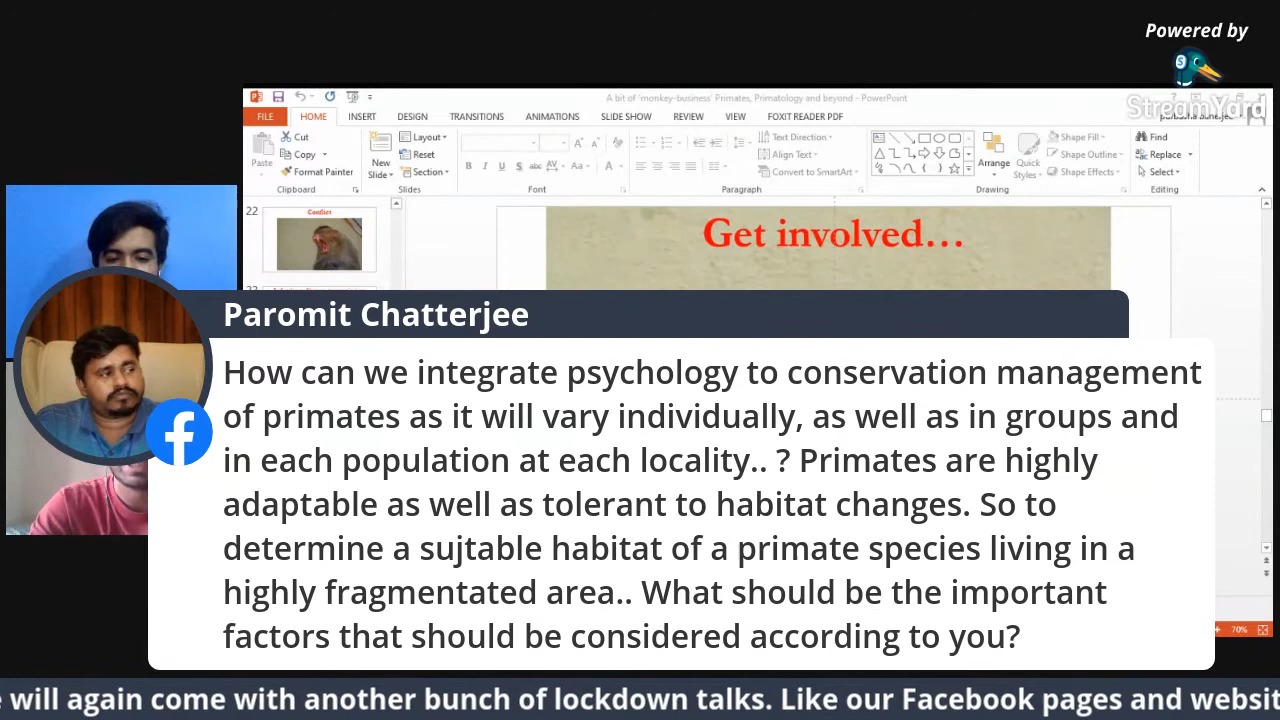 Powered by
StreamYard
A bit of 'monkey-business' Primates, Primatology and beyond - PowerPoint
FILE HOME INSERT DESIGN TRANSITIONS ANIMATIONS SLIDE SHOW REVIEW VIEW FOXIT READER PDF
Cut
Copy
Format Painter
Paste
Clipboard
New
Slide
Layout
Reset
Section
Slides
B I U S abc AV Aa A
Font
Paragraph
Text Direction
Align Text
Convert to SmartArt
Arrange
Quick
Styles
Shape Fill
Shape Outline
Shape Effects
Drawing
Find
Replace
Select
Editing
22
Conflict
Get involved...
Paromit Chatterjee
How can we integrate psychology to conservation management
of primates as it will vary individually, as well as in groups and
in each population at each locality.. ? Primates are highly
adaptable as well as tolerant to habitat changes. So to
determine a sujtable habitat of a primate species living in a
highly fragmentated area.. What should be the important
factors that should be considered according to you?
+ 70%
will again come with another bunch of lockdown talks. Like our Facebook pages and websit